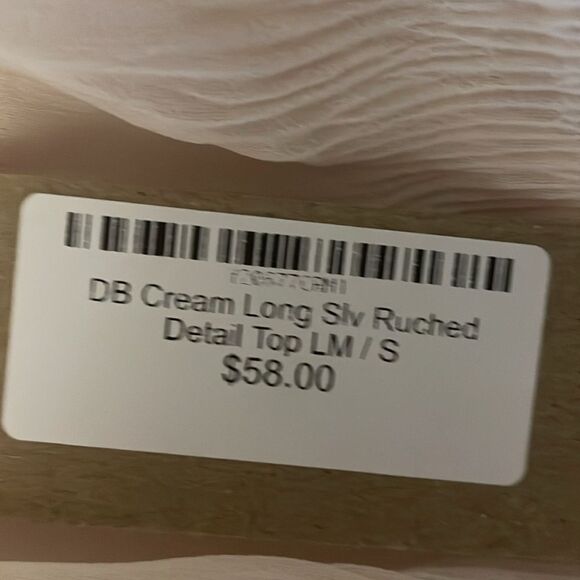 DB Cream Long Slv Ruched
Detail Top LM / S
$58.00